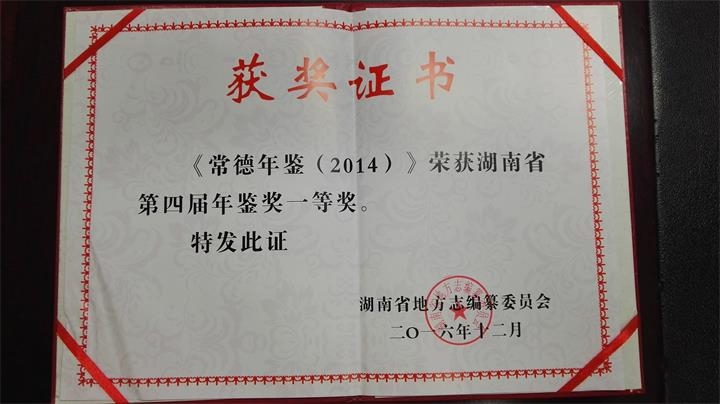 获奖证书
《常德年鉴（2014）》荣获湖南省
第四届年鉴奖一等奖。
特发此证
湖南省地方志编纂委员会
二〇一六年十二月